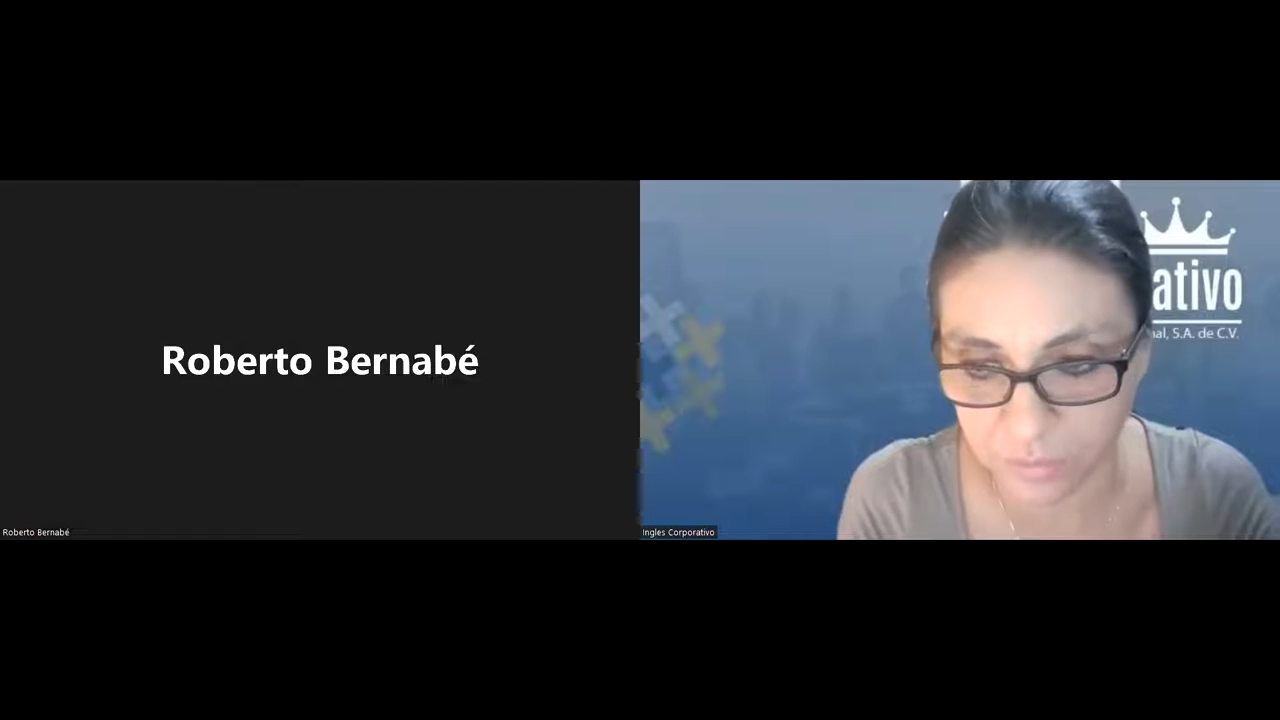 Roberto Bernabé
Roberto Bernabé
ativo
nal, S.A. de C.V.
Ingles Corporativo